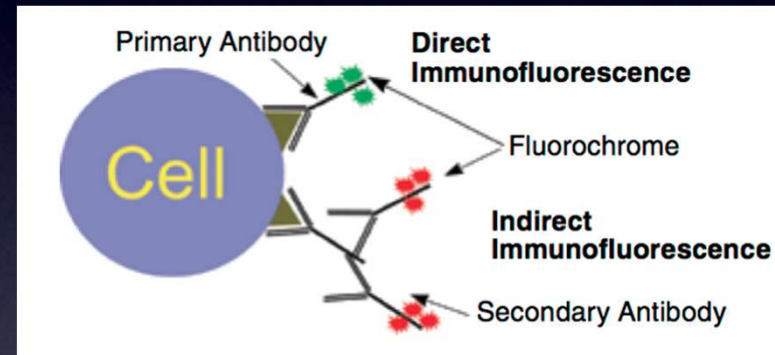 Primary Antibody
Direct
Immunofluorescence
Cell
Fluorochrome
Indirect
Immunofluorescence
Secondary Antibody